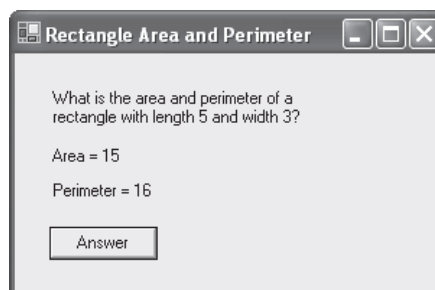 Rectangle Area and Perimeter
What is the area and perimeter of a
rectangle with length 5 and width 3?
Area = 15
Perimeter = 16
Answer